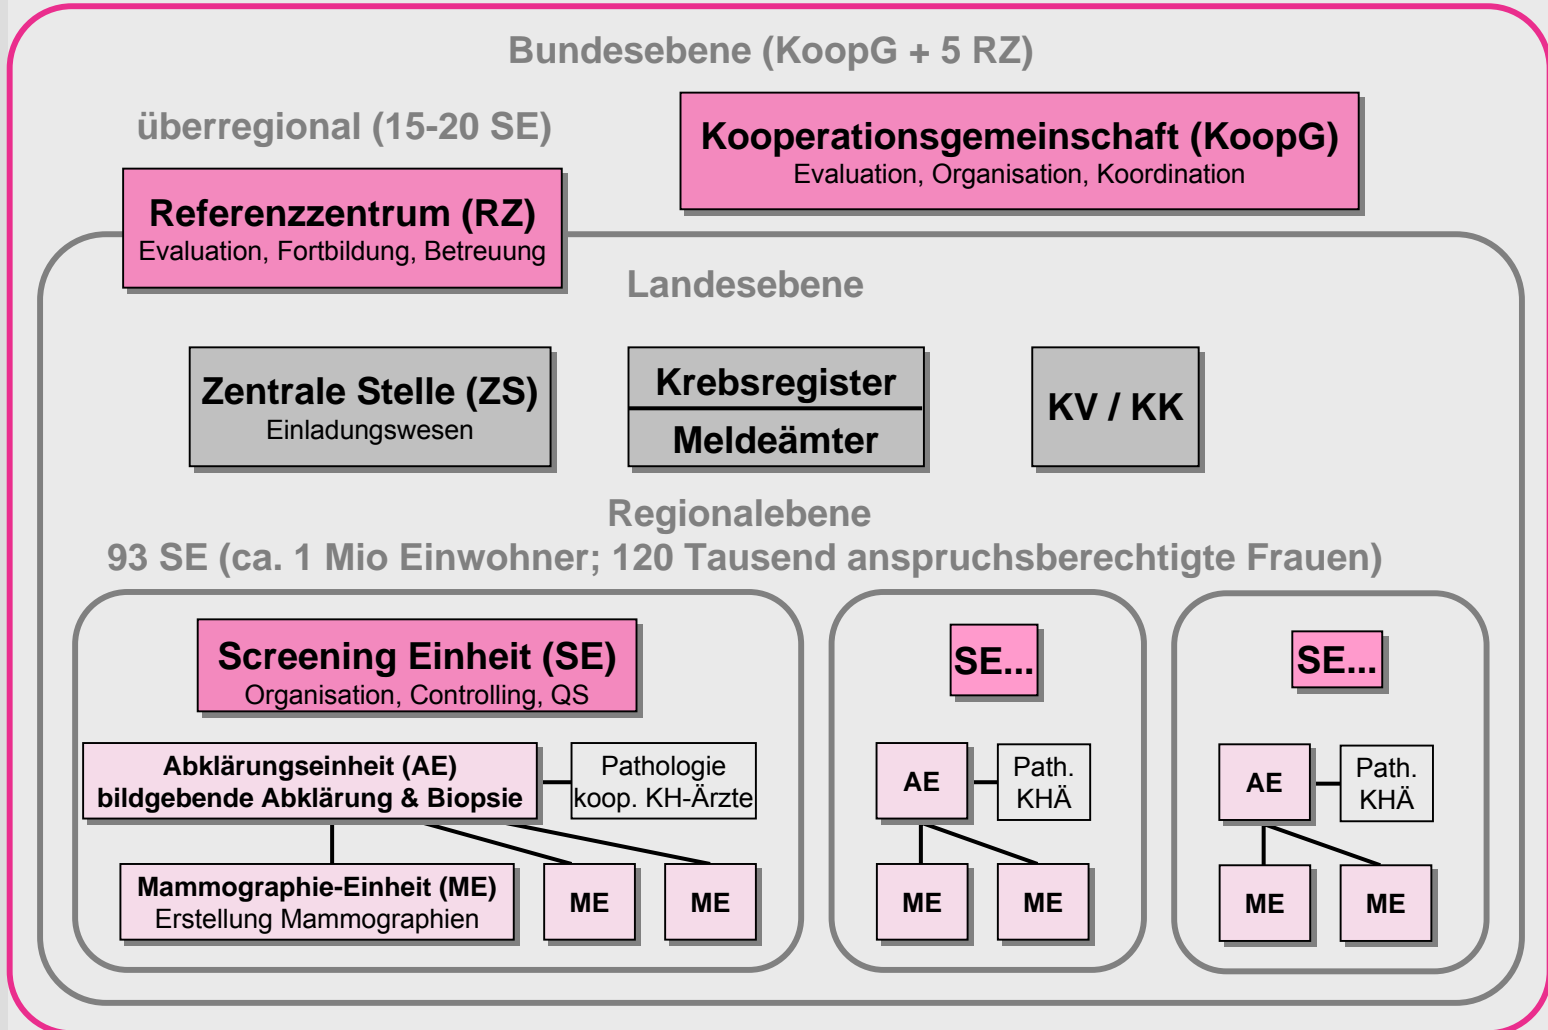 Bundesebene (KoopG + 5 RZ)
überregional (15-20 SE)
Kooperationsgemeinschaft (KoopG)
Evaluation, Organisation, Koordination
Referenzzentrum (RZ)
Evaluation, Fortbildung, Betreuung
Landesebene
Zentrale Stelle (ZS)
Einladungswesen
Krebsregister
Meldeämter
KV / KK
Regionalebene
93 SE (ca. 1 Mio Einwohner; 120 Tausend anspruchsberechtigte Frauen)
Screening Einheit (SE)
Organisation, Controlling, QS
Abklärungseinheit (AE)
bildgebende Abklärung & Biopsie
Pathologie
koop. KH-Ärzte
Mammographie-Einheit (ME)
Erstellung Mammographien
ME
ME
SE...
AE
Path.
KHÄ
ME
ME
SE...
AE
Path.
KHÄ
ME
ME